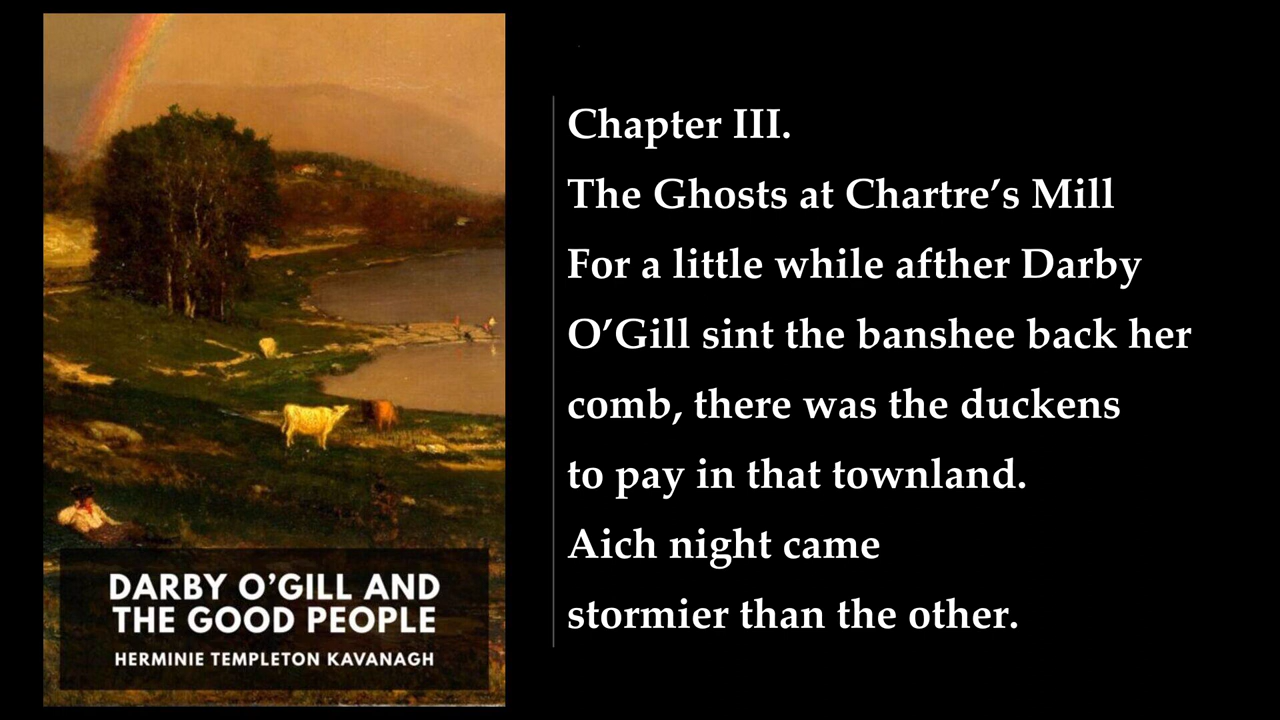 DARBY O’GILL AND
THE GOOD PEOPLE
HERMINIE TEMPLETON KAVANAGH
Chapter III.
The Ghosts at Chartre’s Mill
For a little while afther Darby
O’Gill sint the banshee back her
comb, there was the duckens
to pay in that townland.
Aich night came
stormier than the other.